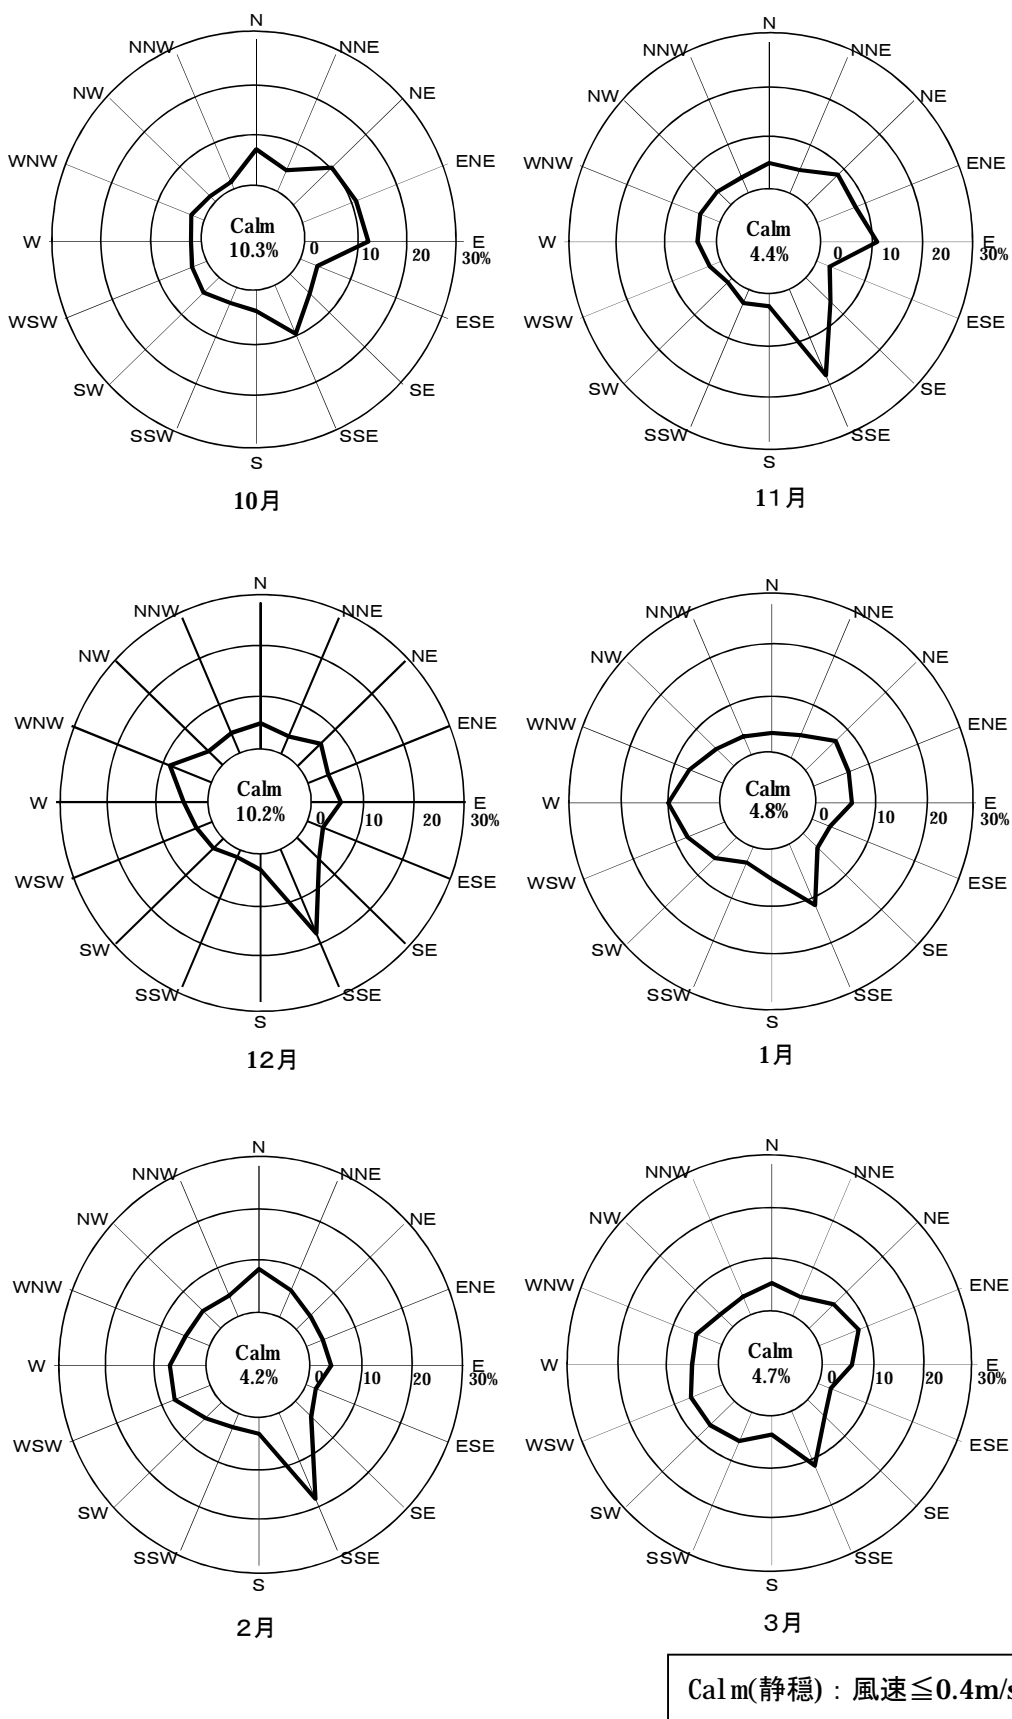 N
NNW
NNE
NW
NE
WNW
ENE
Calm
10.3%
W
0
10
20
E
30%
WSW
ESE
SW
SE
SSW
SSE
S
10月
N
NNW
NNE
NW
NE
WNW
ENE
Calm
4.4%
W
0
10
20
E
30%
WSW
ESE
SW
SE
SSW
SSE
S
11月
N
NNW
NNE
NW
NE
WNW
ENE
Calm
10.2%
W
0
10
20
E
30%
WSW
ESE
SW
SE
SSW
SSE
S
12月
N
NNW
NNE
NW
NE
WNW
ENE
Calm
4.8%
W
0
10
20
E
30%
WSW
ESE
SW
SE
SSW
SSE
S
1月
N
NNW
NNE
NW
NE
WNW
ENE
Calm
4.2%
W
0
10
20
E
30%
WSW
ESE
SW
SE
SSW
SSE
S
2月
N
NNW
NNE
NW
NE
WNW
ENE
Calm
4.7%
W
0
10
20
E
30%
WSW
ESE
SW
SE
SSW
SSE
S
3月
Calm(静穏)：風速≦0.4m/s